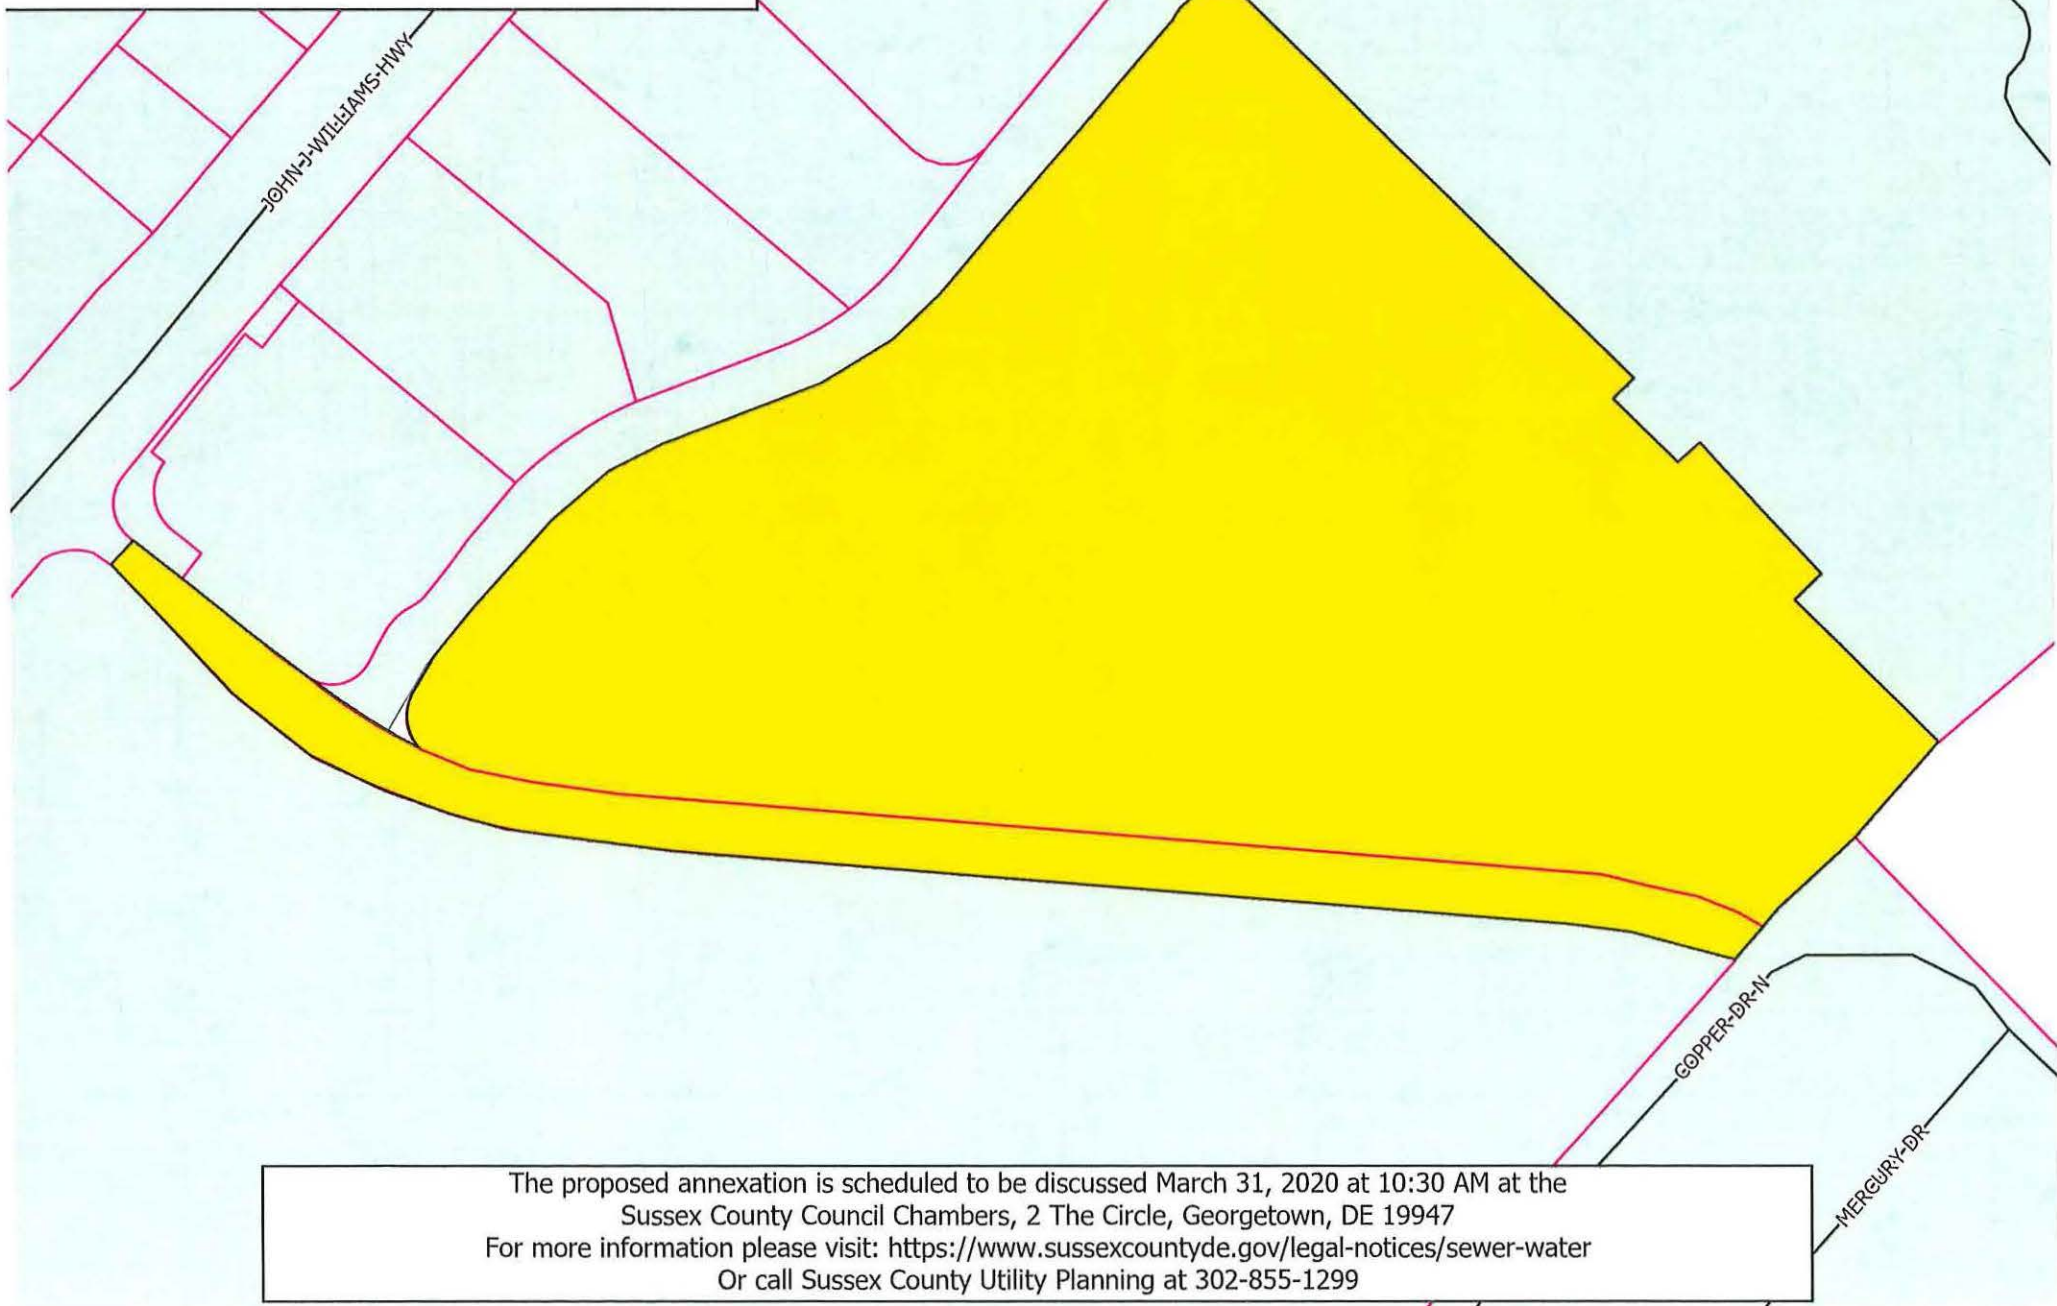 JOHN-J-WILLIAMS-HWY
COPPER-DR-N
MERCURY-DR
The proposed annexation is scheduled to be discussed March 31, 2020 at 10:30 AM at the
Sussex County Council Chambers, 2 The Circle, Georgetown, DE 19947
For more information please visit: https://www.sussexcountyde.gov/legal-notices/sewer-water
Or call Sussex County Utility Planning at 302-855-1299